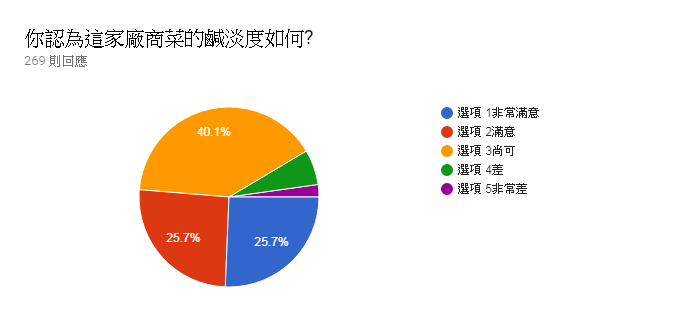 你認為這家廠商菜的鹹淡度如何?
269 則回應
40.1%
25.7%
25.7%
選項 1非常滿意
選項 2滿意
選項 3尚可
選項 4差
選項 5非常差